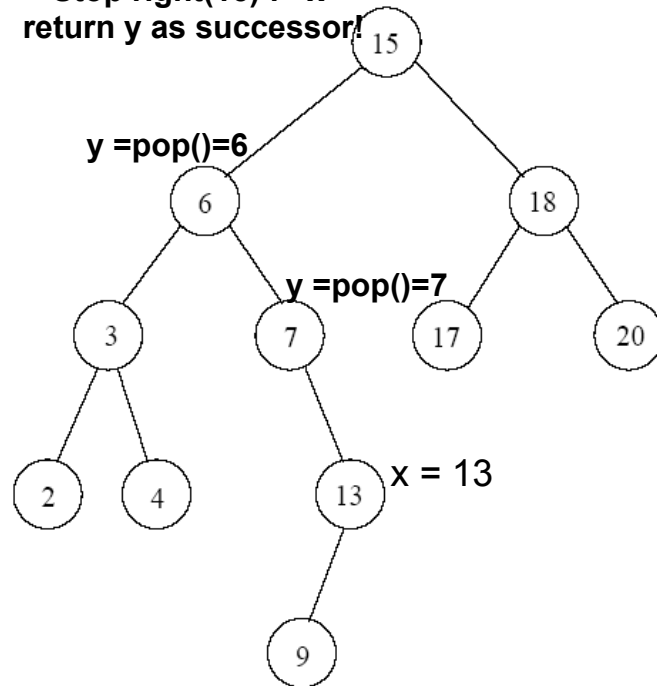 return y as successor!
15
y =pop()=6
6
18
y =pop()=7
3
7
17
20
x = 13
2
4
13
9